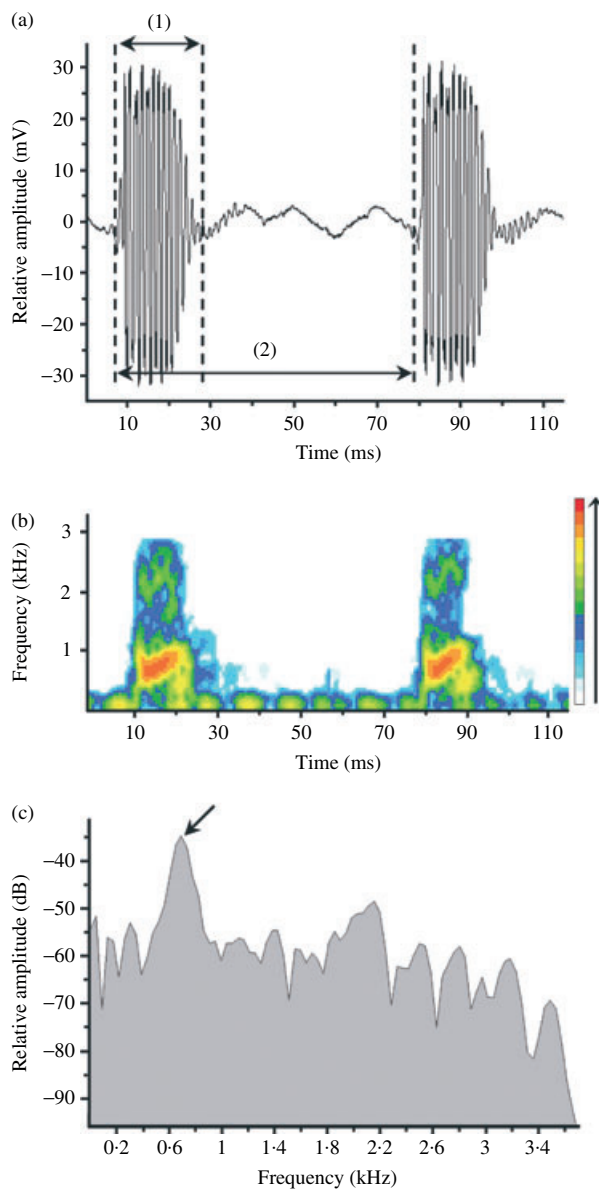 (a)
(1)
30
20
10
0
−10
−20
−30
Relative amplitude (mV)
(2)
10 30 50 70 90 110
Time (ms)
(b)
3
2
1
Frequency (kHz)
10 30 50 70 90 110
Time (ms)
(c)
−40
−50
−60
−70
−80
−90
Relative amplitude (dB)
0·2 0·6 1 1·4 1·8 2·2 2·6 3 3·4
Frequency (kHz)